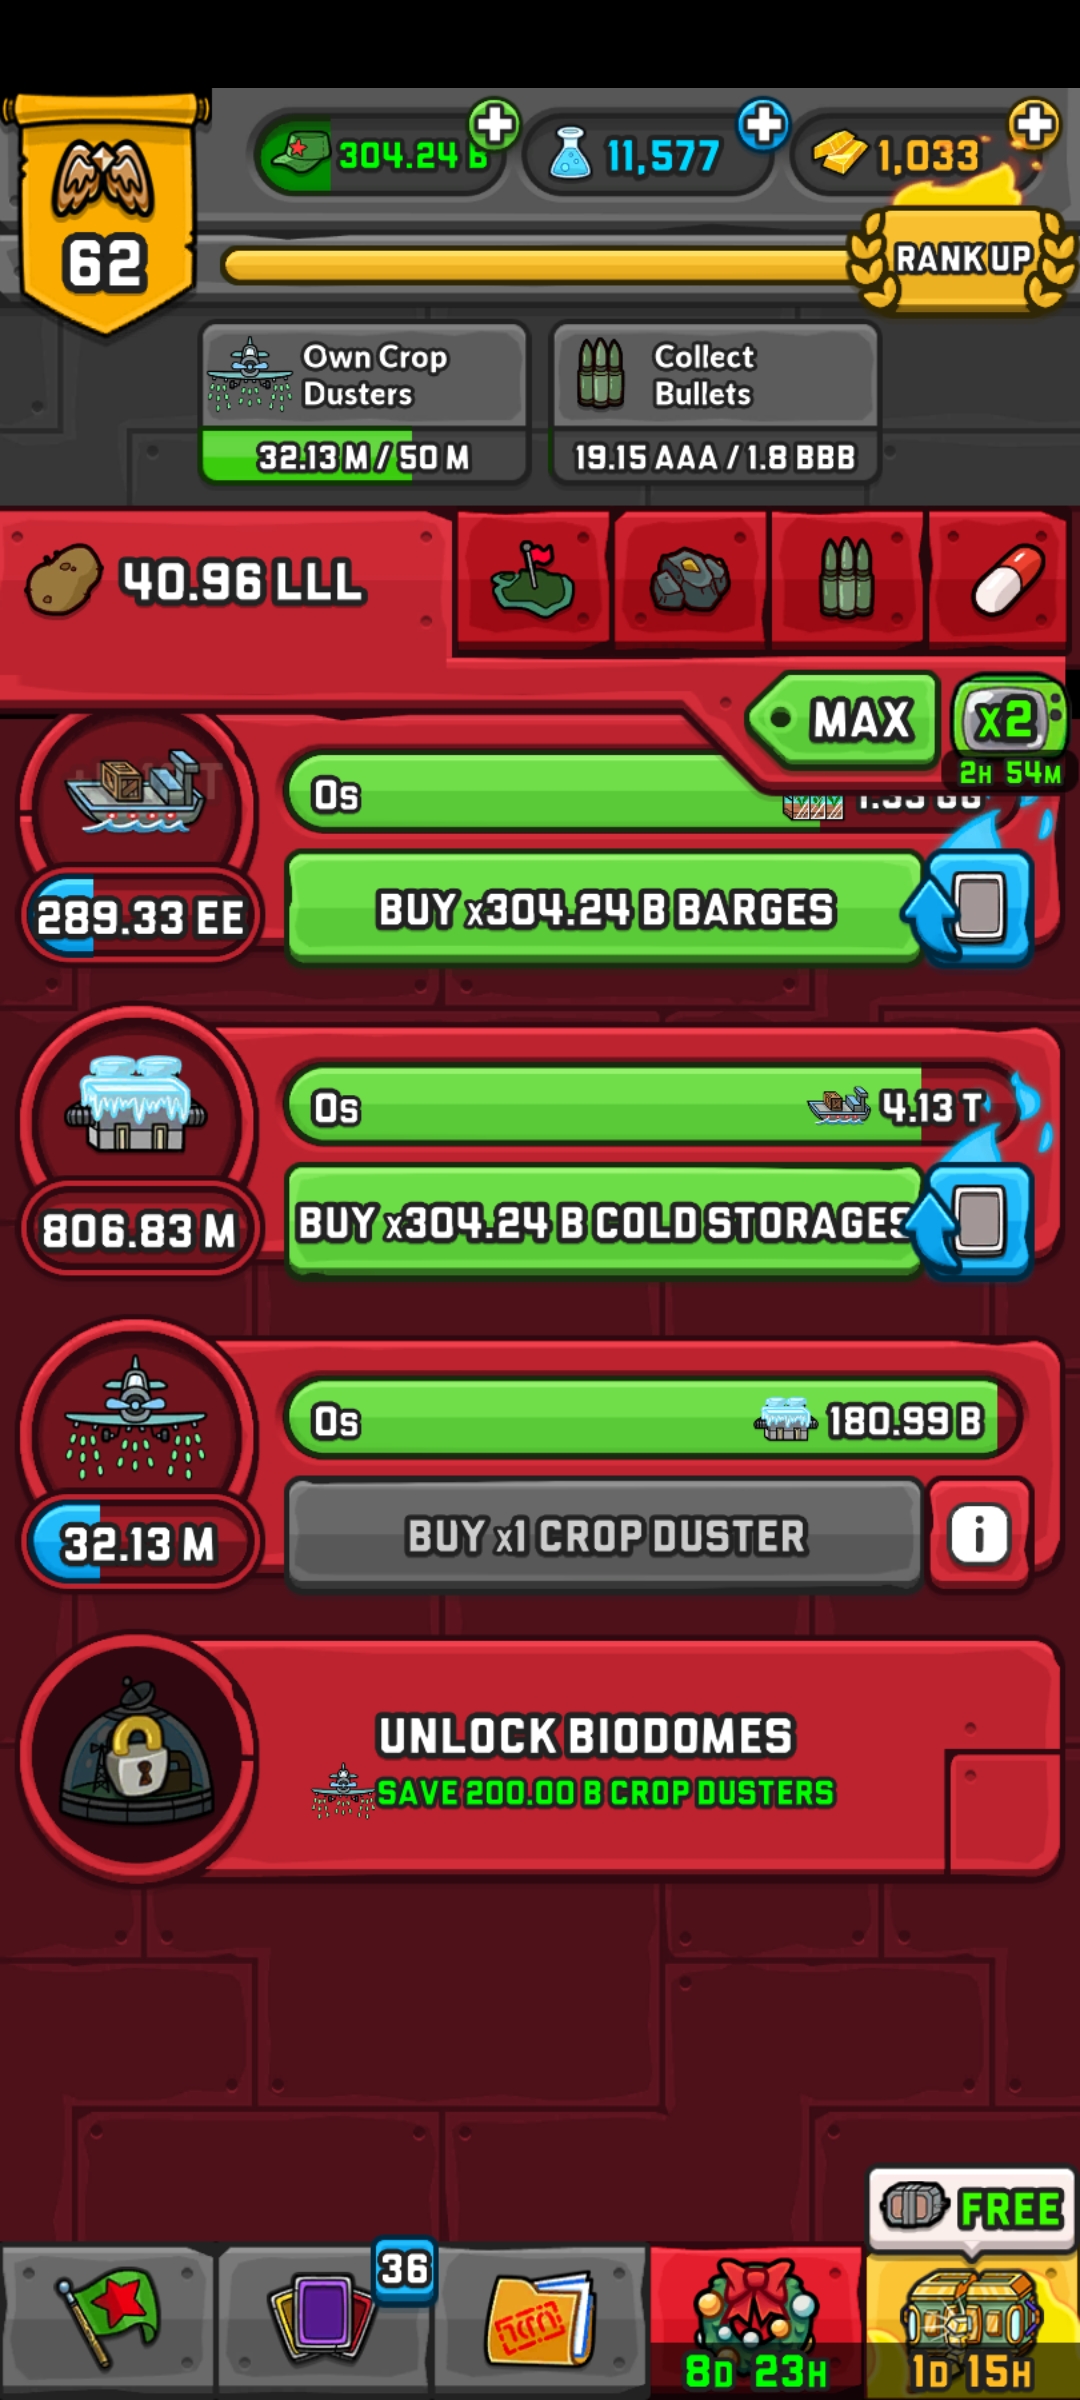 304.24 B
11,577
1,033
62
RANK UP
Own Crop
Dusters
Collect
Bullets
32.13 M / 50 M
19.15 AAA / 1.8 BBB
40.96 LLL
MAX
x2
2H 54M
0s
289.33 EE
BUY x304.24 B BARGES
0s
4.13 T
806.83 M
BUY x304.24 B COLD STORAGES
0s
180.99 B
32.13 M
BUY x1 CROP DUSTER
i
UNLOCK BIODOMES
SAVE 200.00 B CROP DUSTERS
FREE
36
8D 23H
1D 15H